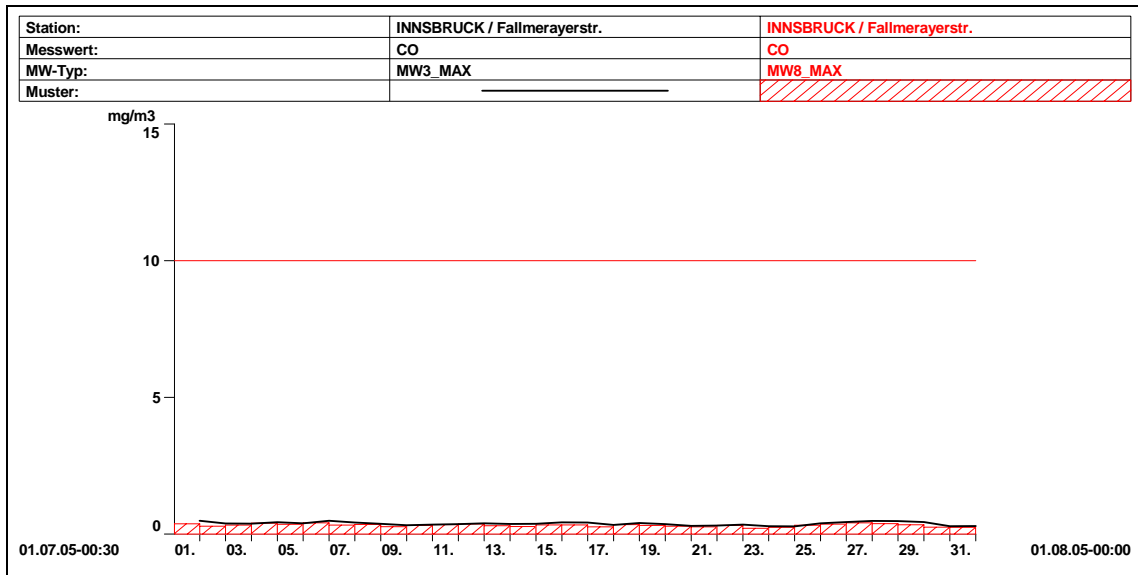 Station: INNSBRUCK / Fallmerayerstr. INNSBRUCK / Fallmerayerstr.
Messwert: CO CO
MW-Typ: MW3_MAX MW8_MAX
Muster:
mg/m3
15
10
5
0
01.07.05-00:30 01. 03. 05. 07. 09. 11. 13. 15. 17. 19. 21. 23. 25. 27. 29. 31. 01.08.05-00:00